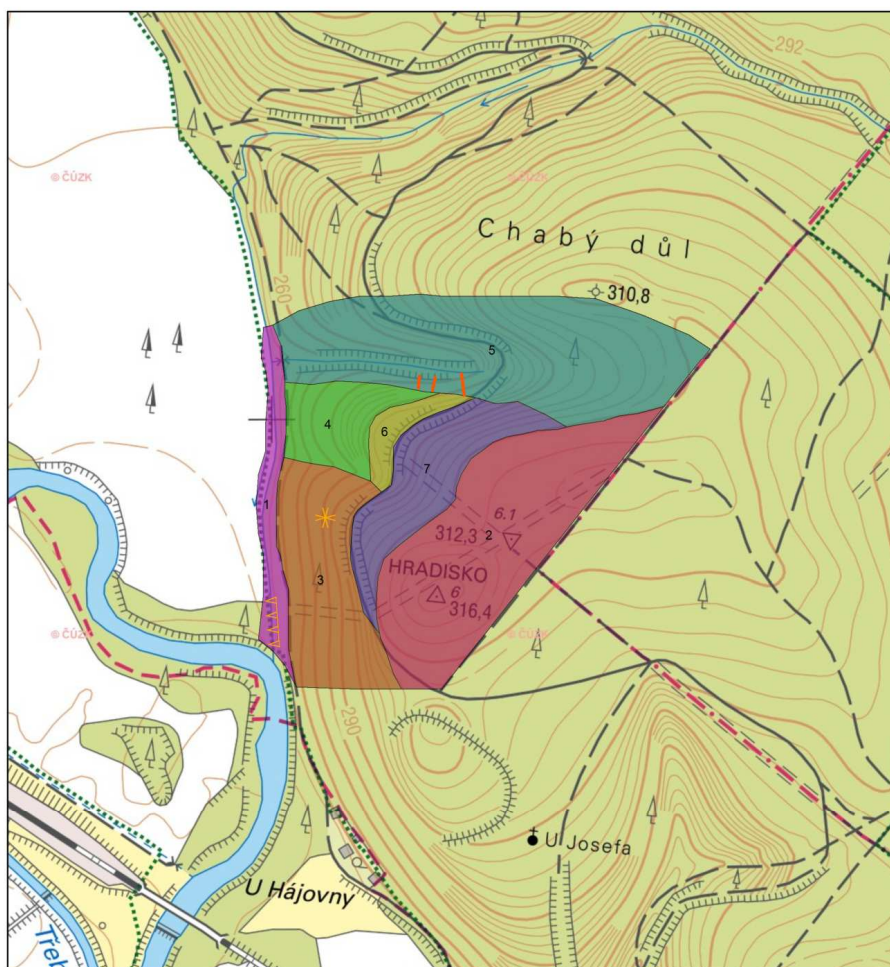 292
© ČÚZK
© ČÚZK
Chabý důl
260
310,8
5
4
6
7
1
6.1
312,3
2
HRADISKO
3
6
316,4
© ČÚZK
© ČÚZK
290
U Josefa
U Hájovny
Třeb